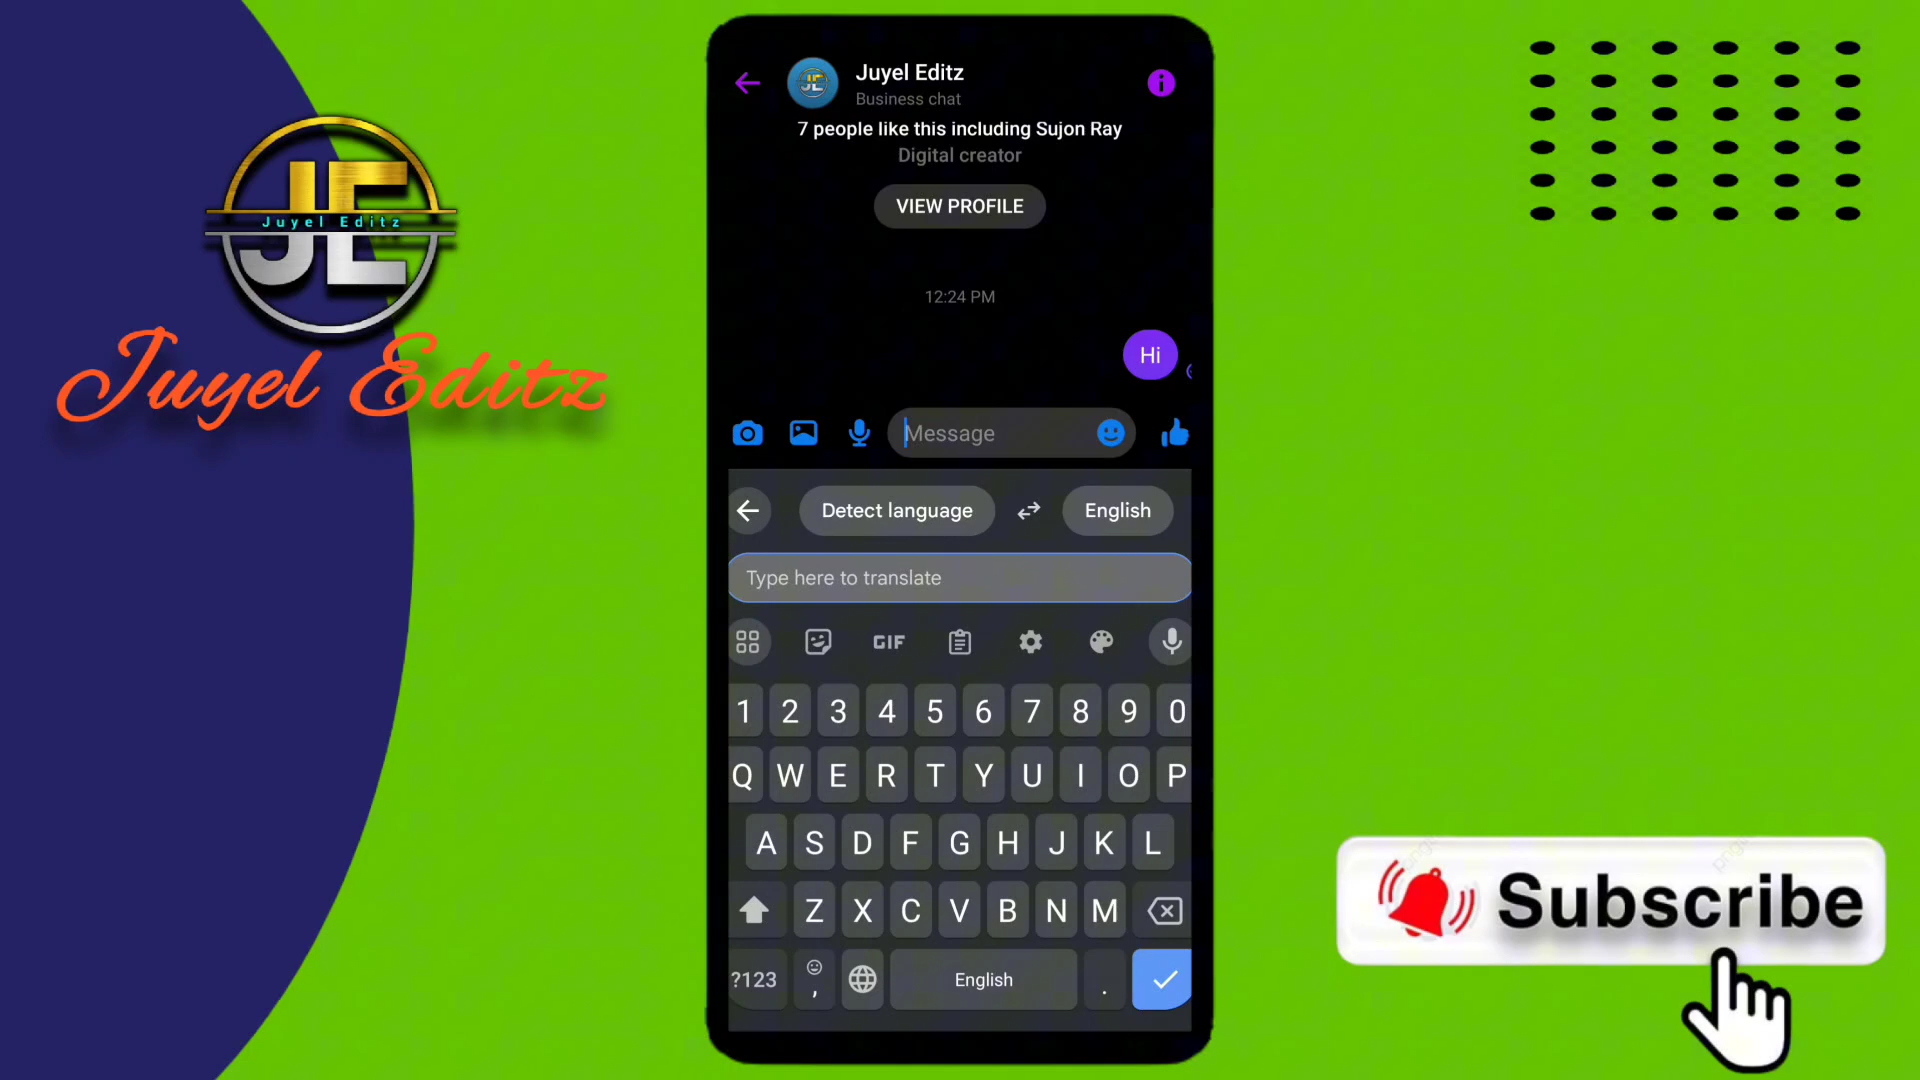 JE
Juyel Editz
Juyel Editz
JE
Juyel Editz
Business chat
7 people like this including Sujon Ray
Digital creator
VIEW PROFILE
12:24 PM
Hi
Message
Detect language
English
Type here to translate
GIF
1 2 3 4 5 6 7 8 9 0
Q W E R T Y U I O P
A S D F G H J K L
Z X C V B N M
?123 , English .
Subscribe